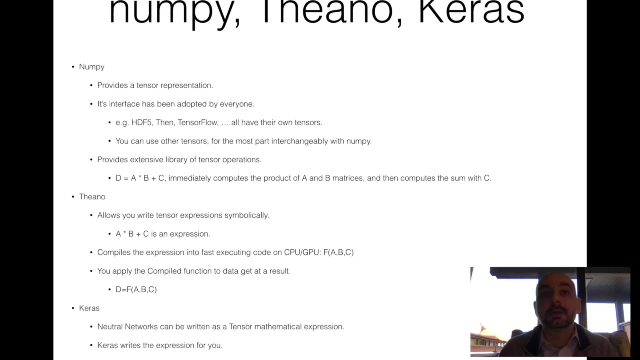 numpy, Theano, Keras
• Numpy
• Provides a tensor representation.
• It's interface has been adopted by everyone.
• e.g. HDF5, Then, TensorFlow, … all have their own tensors.
• You can use other tensors, for the most part interchangeably with numpy.
• Provides extensive library of tensor operations.
• D = A * B + C, immediately computes the product of A and B matrices, and then computes the sum with C.
• Theano
• Allows you write tensor expressions symbolically.
• A * B + C is an expression.
• Compiles the expression into fast executing code on CPU/GPU: F(A,B,C)
• You apply the Compiled function to data get at a result.
• D=F(A,B,C)
• Keras
• Neutral Networks can be written as a Tensor mathematical expression.
• Keras writes the expression for you.